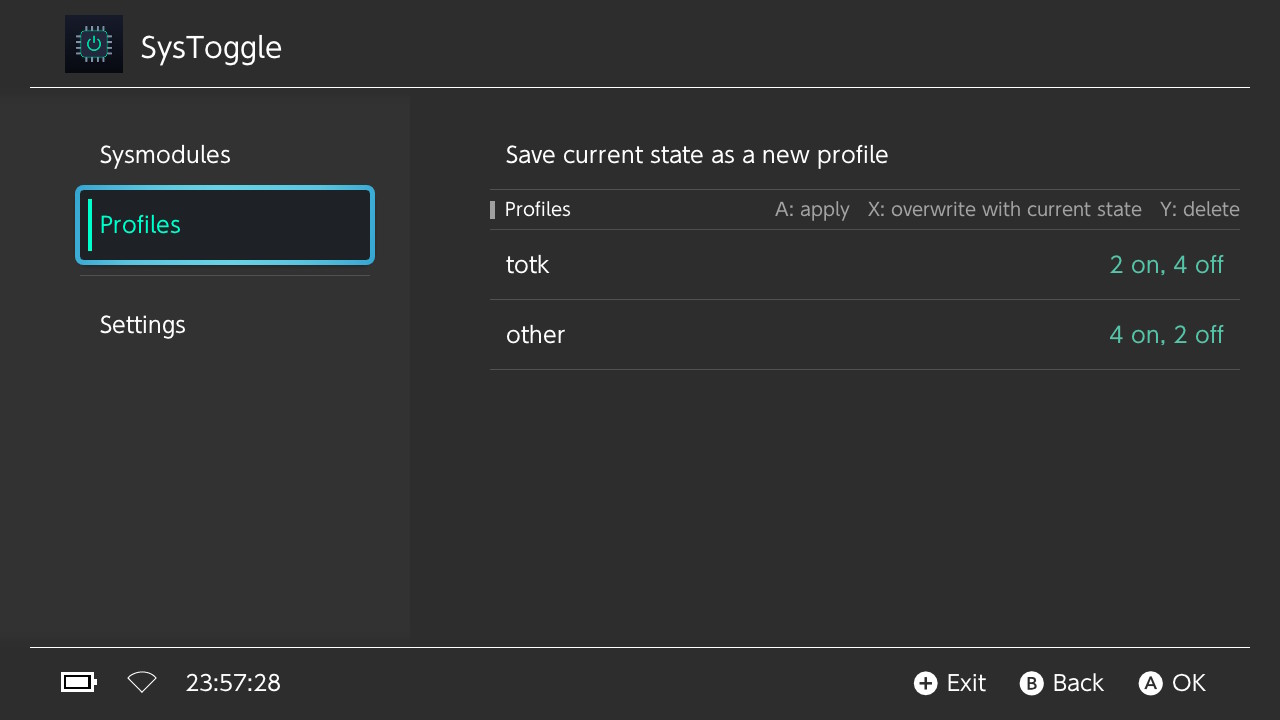 SysToggle
Sysmodules
Profiles
Settings
Save current state as a new profile
Profiles A: apply X: overwrite with current state Y: delete
totk 2 on, 4 off
other 4 on, 2 off
23:57:28 + Exit B Back A OK